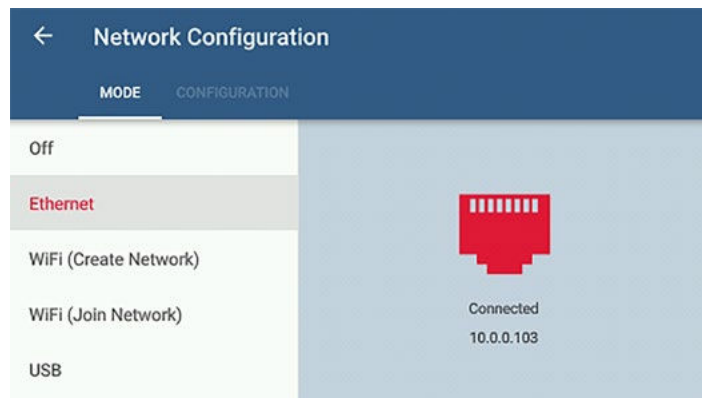 Network Configuration
MODE CONFIGURATION
Off
Ethernet
WiFi (Create Network)
WiFi (Join Network)
USB
Connected
10.0.0.103